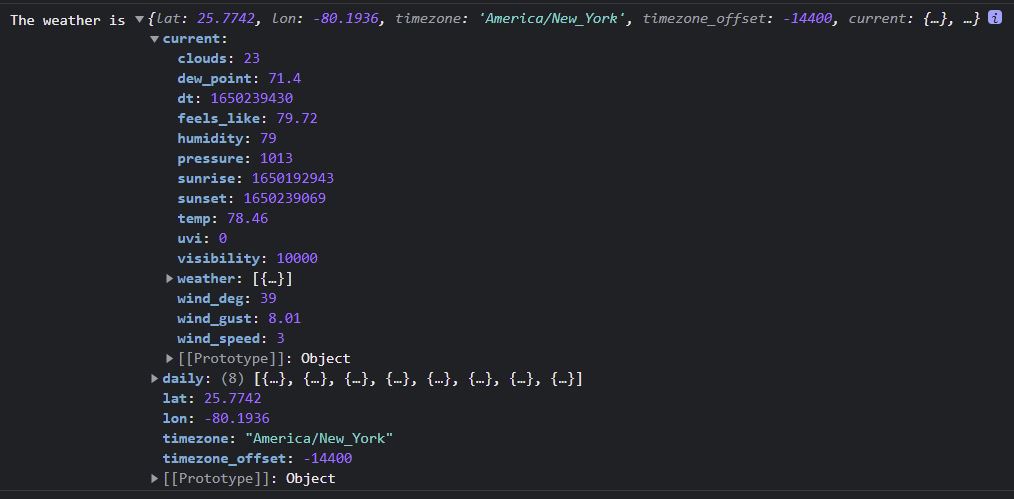 The weather is {lat: 25.7742, lon: -80.1936, timezone: 'America/New_York', timezone_offset: -14400, current: {…}, …} i
current:
clouds: 23
dew_point: 71.4
dt: 1650239430
feels_like: 79.72
humidity: 79
pressure: 1013
sunrise: 1650192943
sunset: 1650239069
temp: 78.46
uvi: 0
visibility: 10000
weather: [{…}]
wind_deg: 39
wind_gust: 8.01
wind_speed: 3
[[Prototype]]: Object
daily: (8) [{…}, {…}, {…}, {…}, {…}, {…}, {…}, {…}]
lat: 25.7742
lon: -80.1936
timezone: "America/New_York"
timezone_offset: -14400
[[Prototype]]: Object